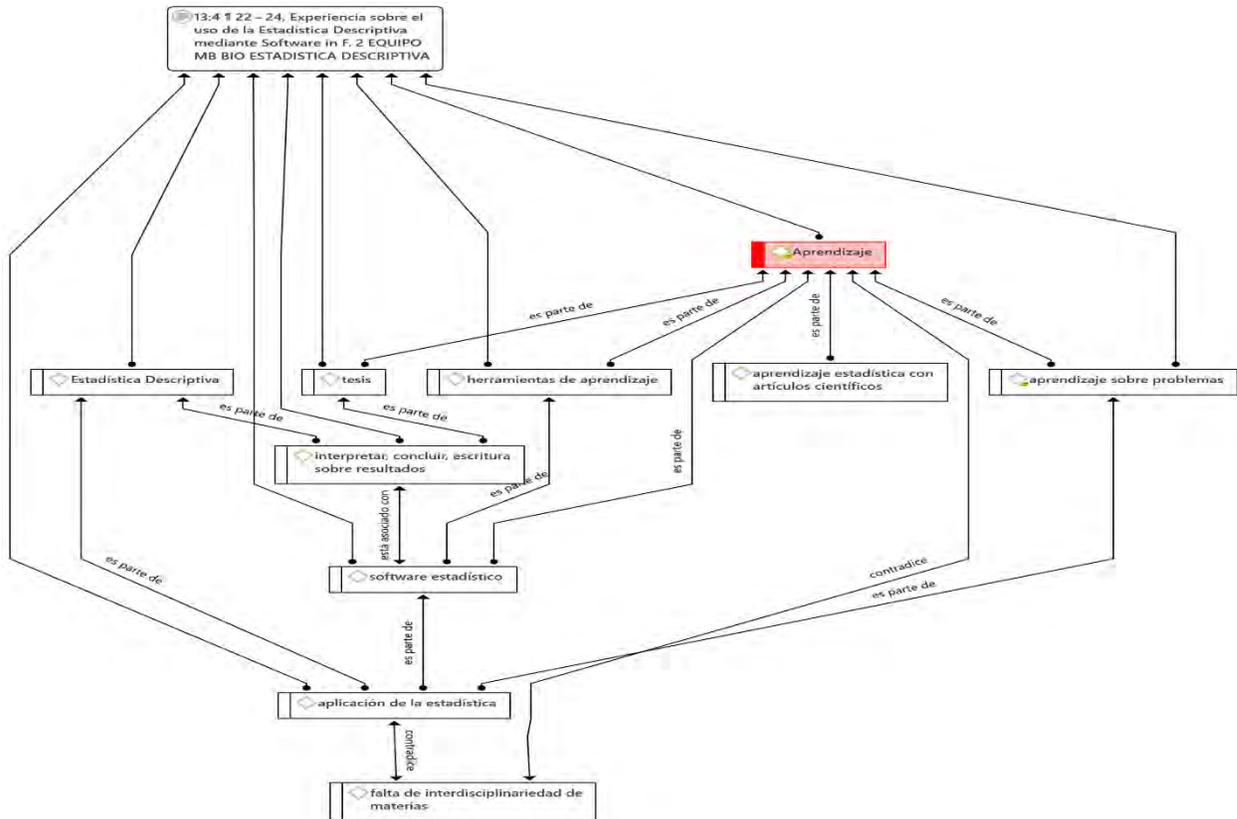 13:4 ¶ 22 – 24, Experiencia sobre el
uso de la Estadistica Descriptiva
mediante Software in F. 2 EQUIPO
MB BIO ESTADISTICA DESCRIPTIVA
Aprendizaje
es parte de
es parte de
es parte de
es parte de
Estadística Descriptiva
tesis
herramientas de aprendizaje
aprendizaje estadística con
artículos científicos
aprendizaje sobre problemas
es parte de
es parte de
es parte de
interpretar, concluir, escritura
sobre resultados
es parte de
está asociado con
es parte de
contradice
es parte de
software estadístico
es parte de
aplicación de la estadística
contradice
falta de interdisciplinariedad de
materias